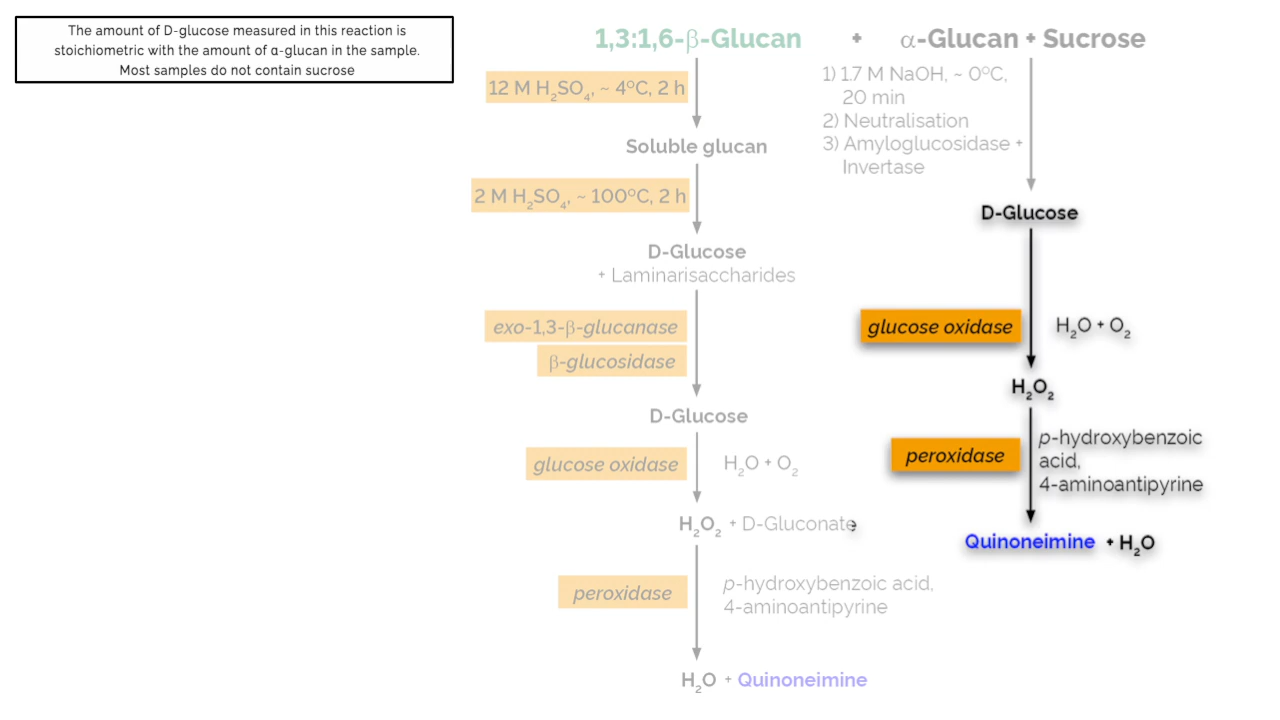 The amount of D-glucose measured in this reaction is
stoichiometric with the amount of α-glucan in the sample.
Most samples do not contain sucrose
1,3:1,6-β-Glucan + α-Glucan + Sucrose
12 M H₂SO₄, ~ 4⁰C, 2 h
Soluble glucan
2 M H₂SO₄, ~ 100⁰C, 2 h
D-Glucose
+ Laminarisaccharides
exo-1,3-β-glucanase
β-glucosidase
D-Glucose
glucose oxidase
H₂O + O₂
H₂O₂ + D-Gluconate
peroxidase
p-hydroxybenzoic acid,
4-aminoantipyrine
H₂O + Quinoneimine
1) 1.7 M NaOH, ~ 0⁰C,
20 min
2) Neutralisation
3) Amyloglucosidase +
Invertase
D-Glucose
glucose oxidase
H₂O + O₂
H₂O₂
peroxidase
p-hydroxybenzoic
acid,
4-aminoantipyrine
Quinoneimine + H₂O